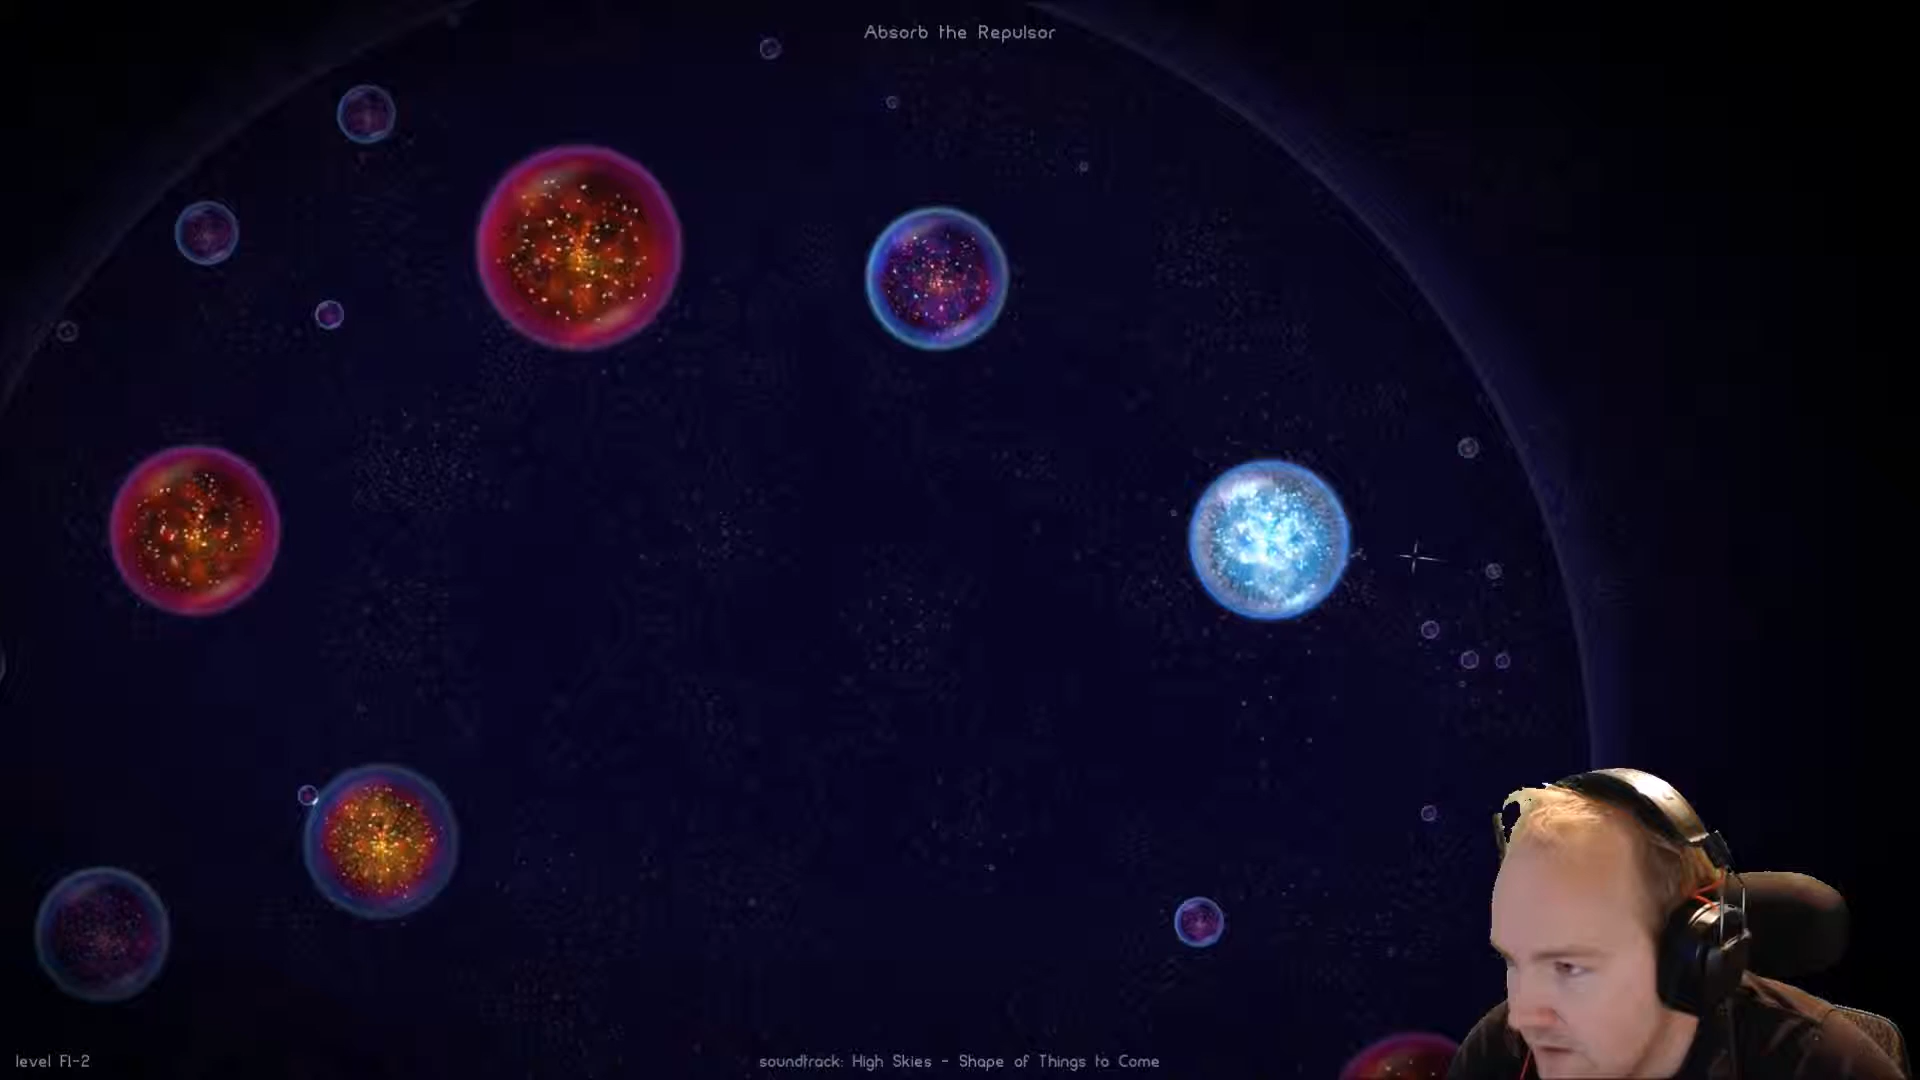 Absorb the Repulsor
level F1-2
soundtrack: High Skies - Shape of Things to Come